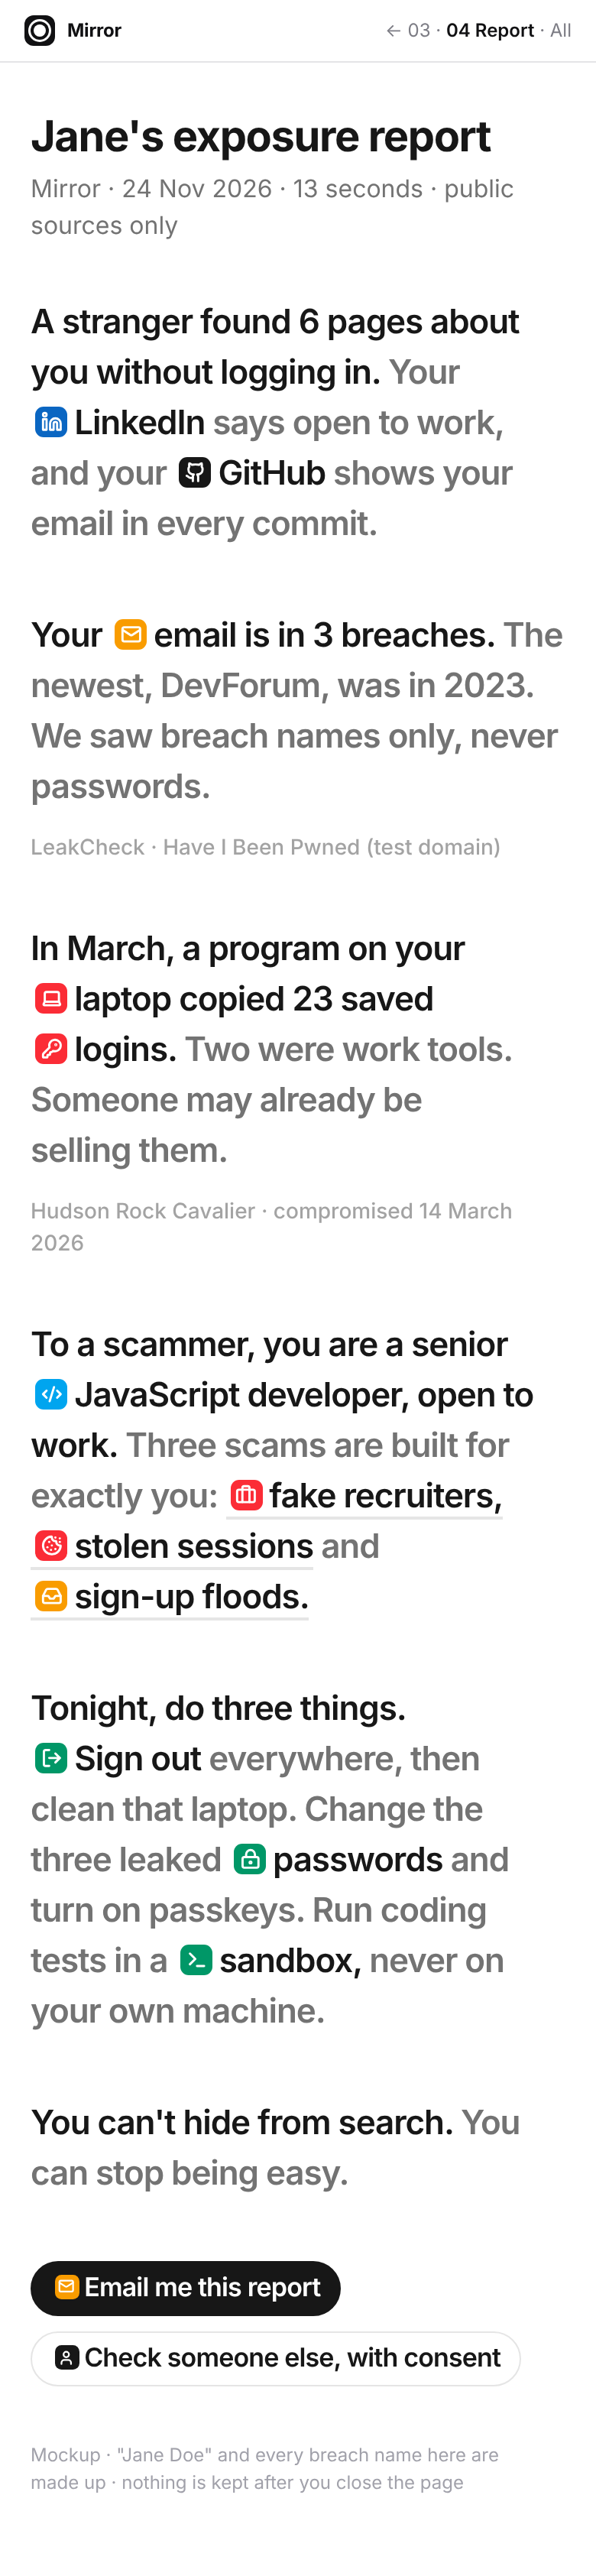 Mirror
← 03 · 04 Report · All
Jane's exposure report
Mirror · 24 Nov 2026 · 13 seconds · public
sources only
A stranger found 6 pages about
you without logging in. Your
LinkedIn says open to work,
and your GitHub shows your
email in every commit.
Your email is in 3 breaches. The
newest, DevForum, was in 2023.
We saw breach names only, never
passwords.
LeakCheck · Have I Been Pwned (test domain)
In March, a program on your
laptop copied 23 saved
logins. Two were work tools.
Someone may already be
selling them.
Hudson Rock Cavalier · compromised 14 March
2026
To a scammer, you are a senior
JavaScript developer, open to
work. Three scams are built for
exactly you: fake recruiters,
stolen sessions and
sign-up floods.
Tonight, do three things.
Sign out everywhere, then
clean that laptop. Change the
three leaked passwords and
turn on passkeys. Run coding
tests in a sandbox, never on
your own machine.
You can't hide from search. You
can stop being easy.
Email me this report
Check someone else, with consent
Mockup · "Jane Doe" and every breach name here are
made up · nothing is kept after you close the page